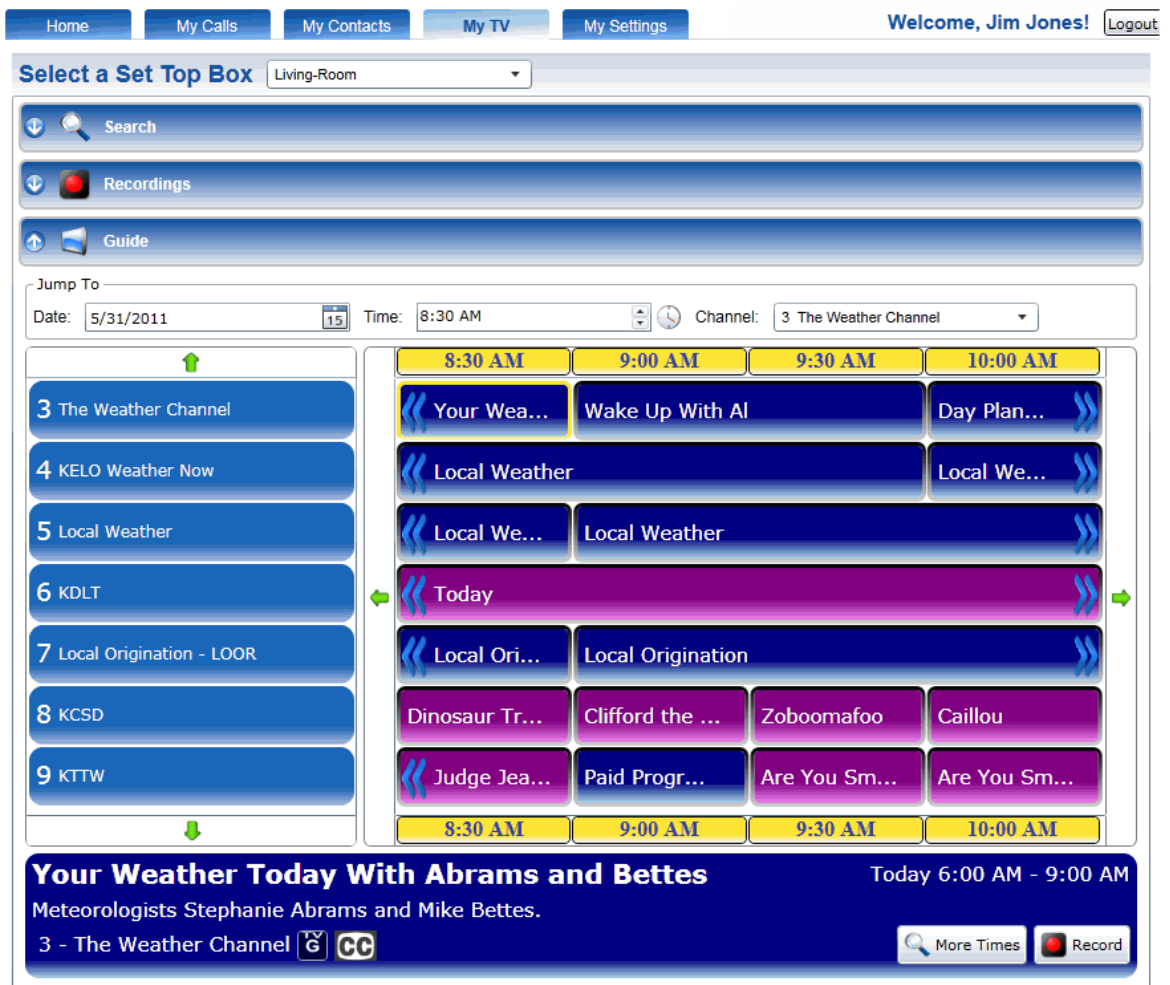 Home My Calls My Contacts My TV My Settings Welcome, Jim Jones! Logout
Select a Set Top Box Living-Room
Search
Recordings
Guide
Jump To
Date: 5/31/2011 15 Time: 8:30 AM Channel: 3 The Weather Channel
8:30 AM 9:00 AM 9:30 AM 10:00 AM
3 The Weather Channel Your Wea... Wake Up With Al Day Plan...
4 KELO Weather Now Local Weather Local We...
5 Local Weather Local We... Local Weather
6 KDLT Today
7 Local Origination - LOOR Local Ori... Local Origination
8 KCSD Dinosaur Tr... Clifford the ... Zoboomafoo Caillou
9 KTTW Judge Jea... Paid Progr... Are You Sm... Are You Sm...
8:30 AM 9:00 AM 9:30 AM 10:00 AM
Your Weather Today With Abrams and Bettes Today 6:00 AM - 9:00 AM
Meteorologists Stephanie Abrams and Mike Bettes.
3 - The Weather Channel TV G CC More Times Record